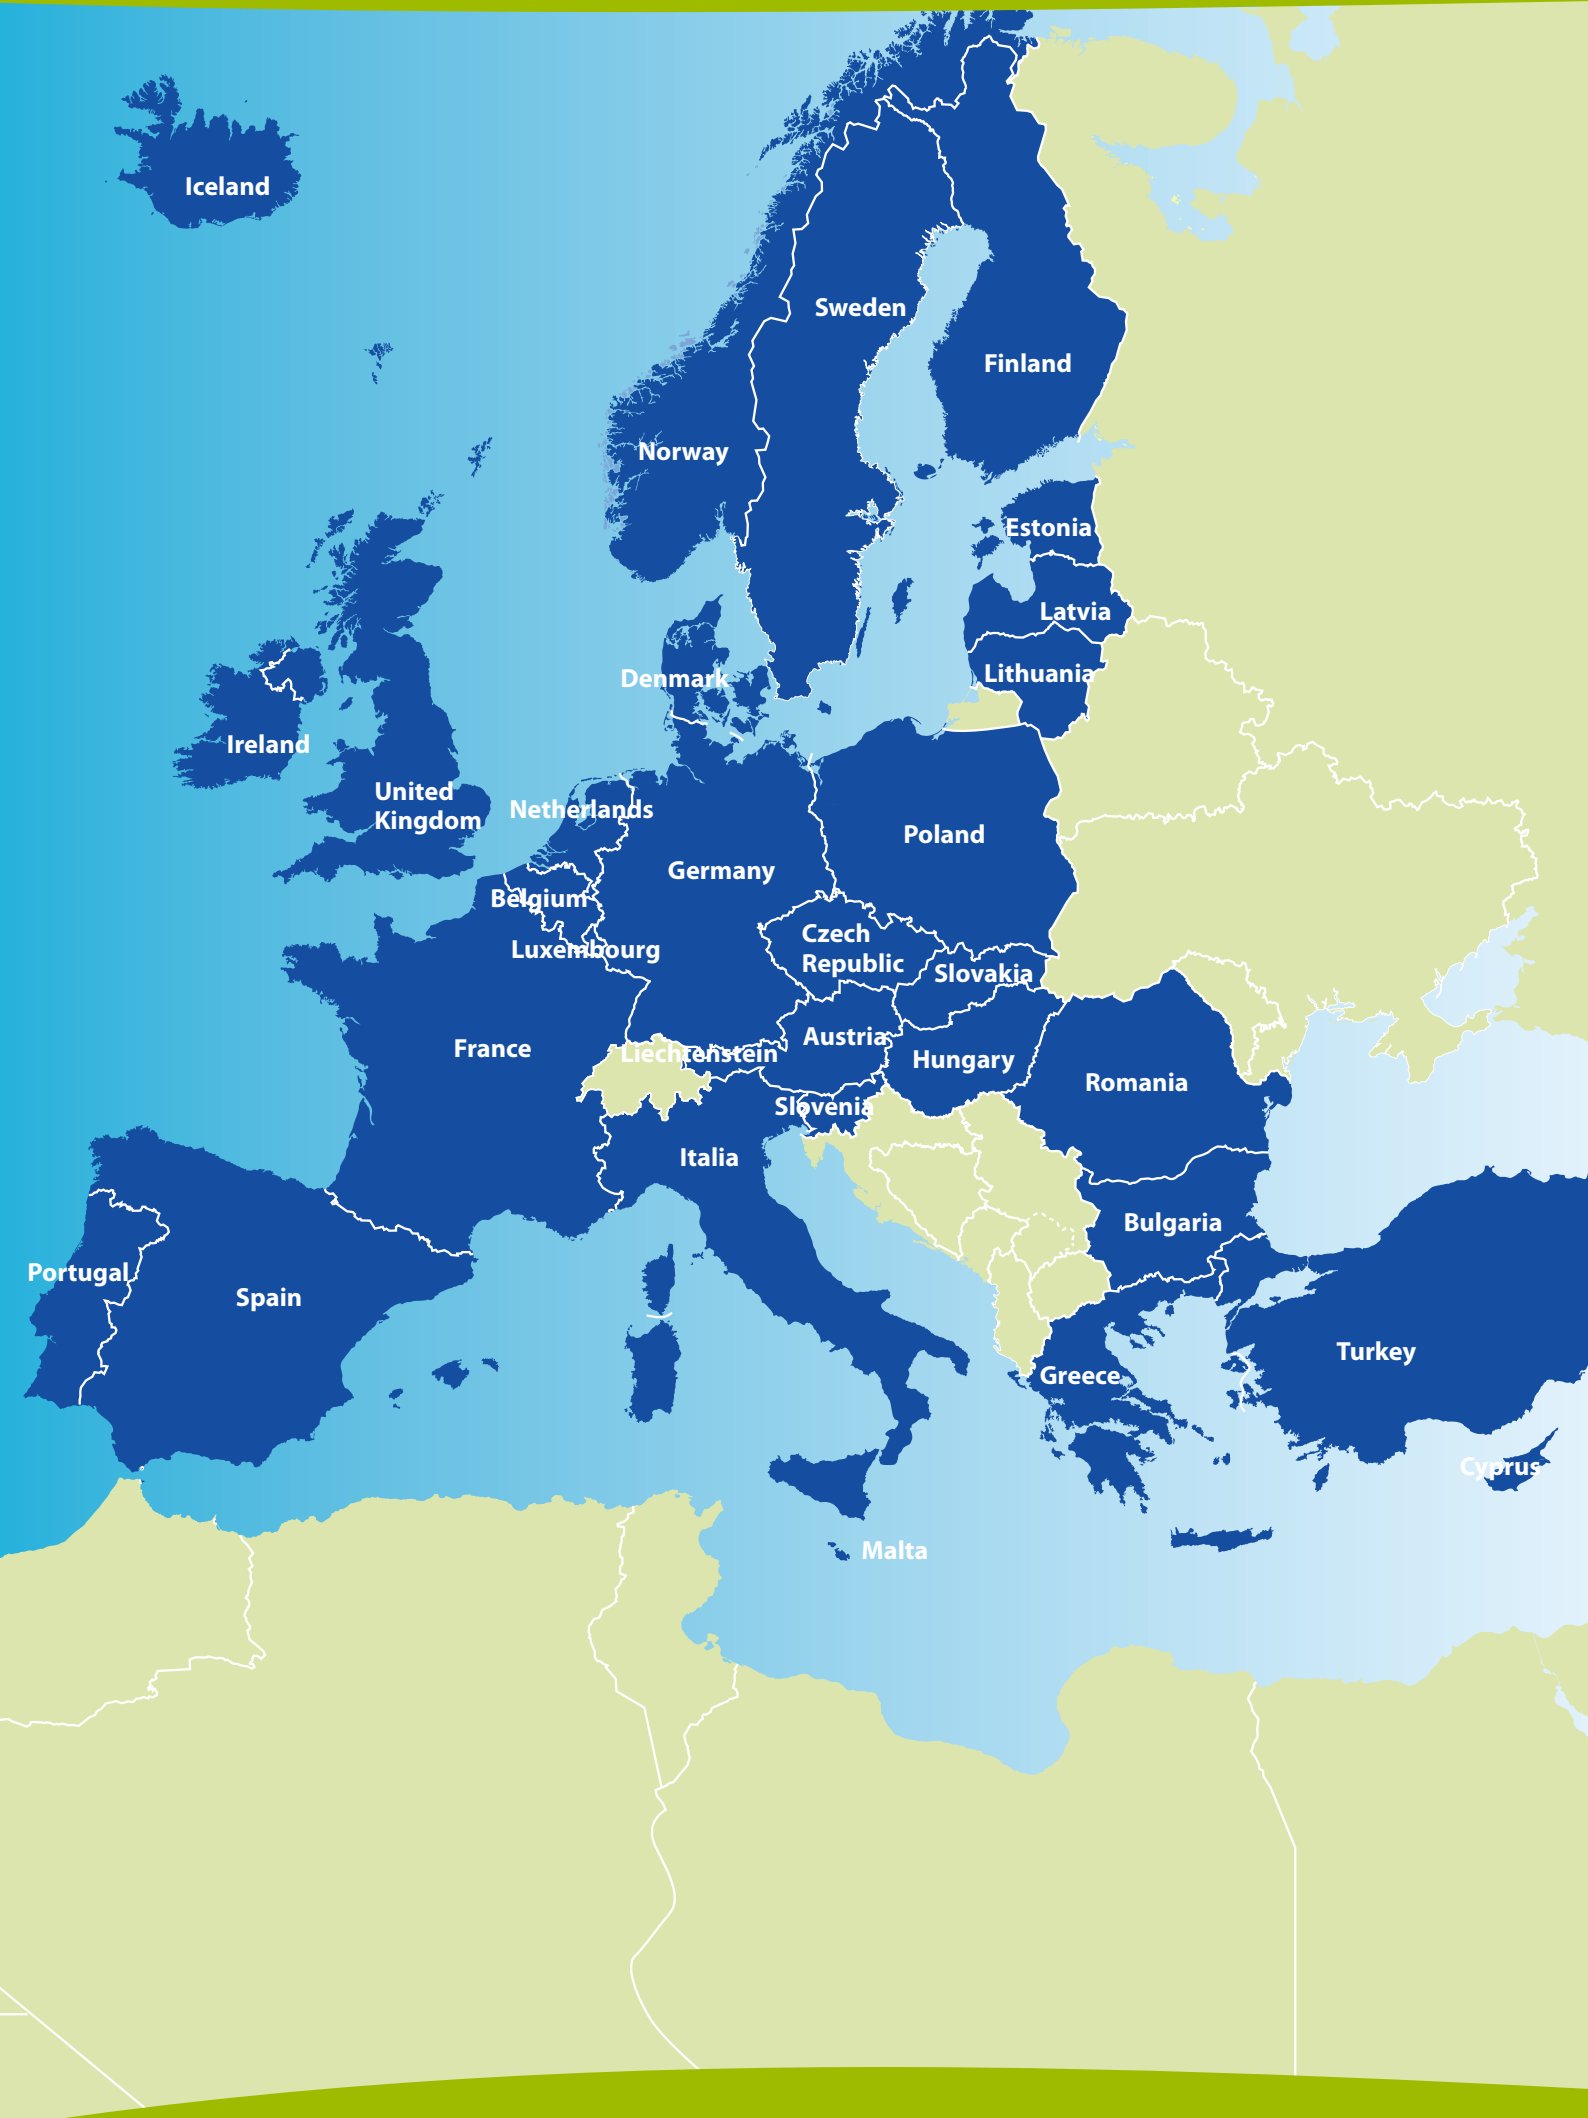 Iceland
Sweden
Finland
Norway
Estonia
Latvia
Lithuania
Denmark
Ireland
United
Kingdom
Netherlands
Poland
Germany
Belgium
Czech
Republic
Luxembourg
Slovakia
Austria
France
Liechtenstein
Hungary
Romania
Slovenia
Italia
Bulgaria
Portugal
Spain
Turkey
Greece
Cyprus
Malta